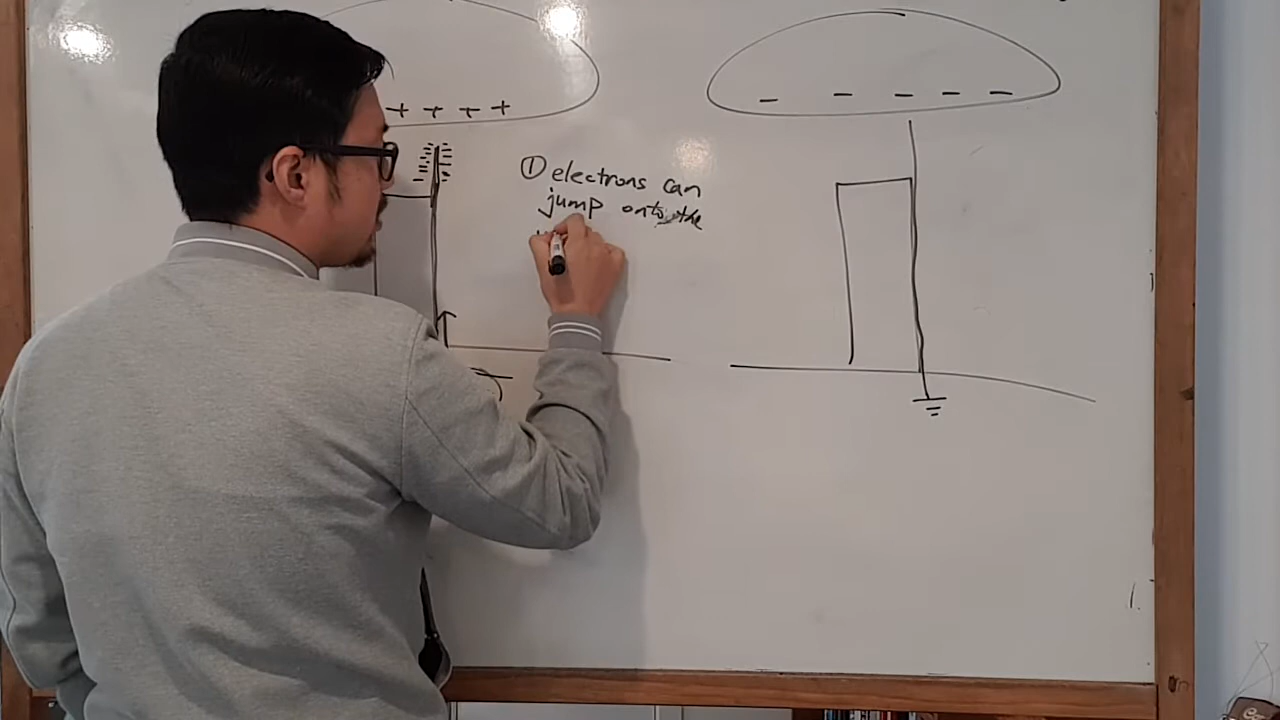 + + + +
① electrons can
jump onto the
- - - - -